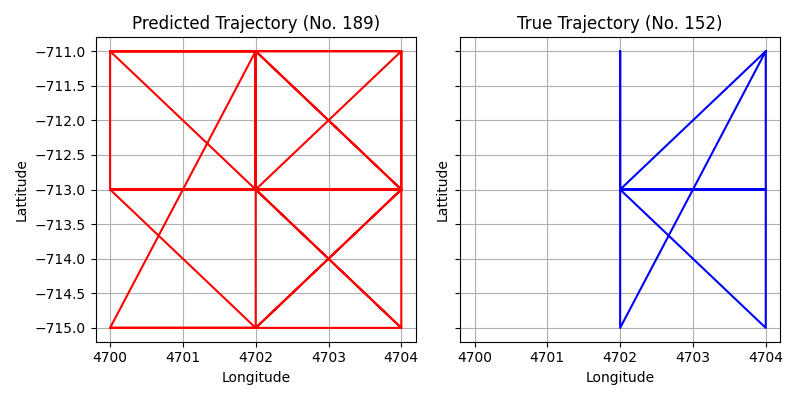 Predicted Trajectory (No. 189)
True Trajectory (No. 152)
−711.0
−711.5
−712.0
−712.5
−713.0
−713.5
−714.0
−714.5
−715.0
Lattitude
Lattitude
4700 4701 4702 4703 4704
4700 4701 4702 4703 4704
Longitude
Longitude